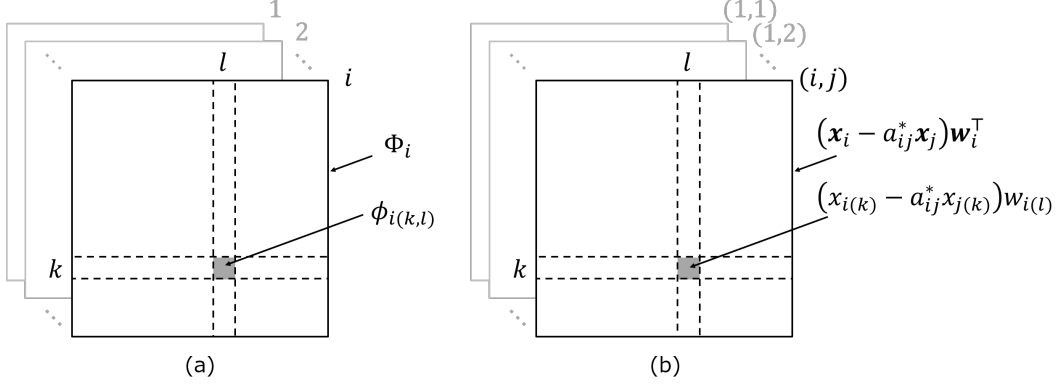 1
2
⋱
l
i
Φ_i
ϕ_{i(k,l)}
k
⋱
(a)
(1,1)
(1,2)
⋱
l
(i,j)
(𝒙_i − a*_{ij}𝒙_j)𝒘_i^⊤
(x_{i(k)} − a*_{ij}x_{j(k)})w_{i(l)}
k
⋱
(b)